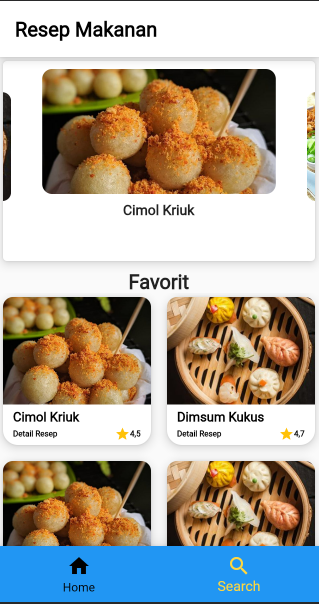 Resep Makanan
Cimol Kriuk
Favorit
Cimol Kriuk
Detail Resep
4,5
Dimsum Kukus
Detail Resep
4,7
Home
Search